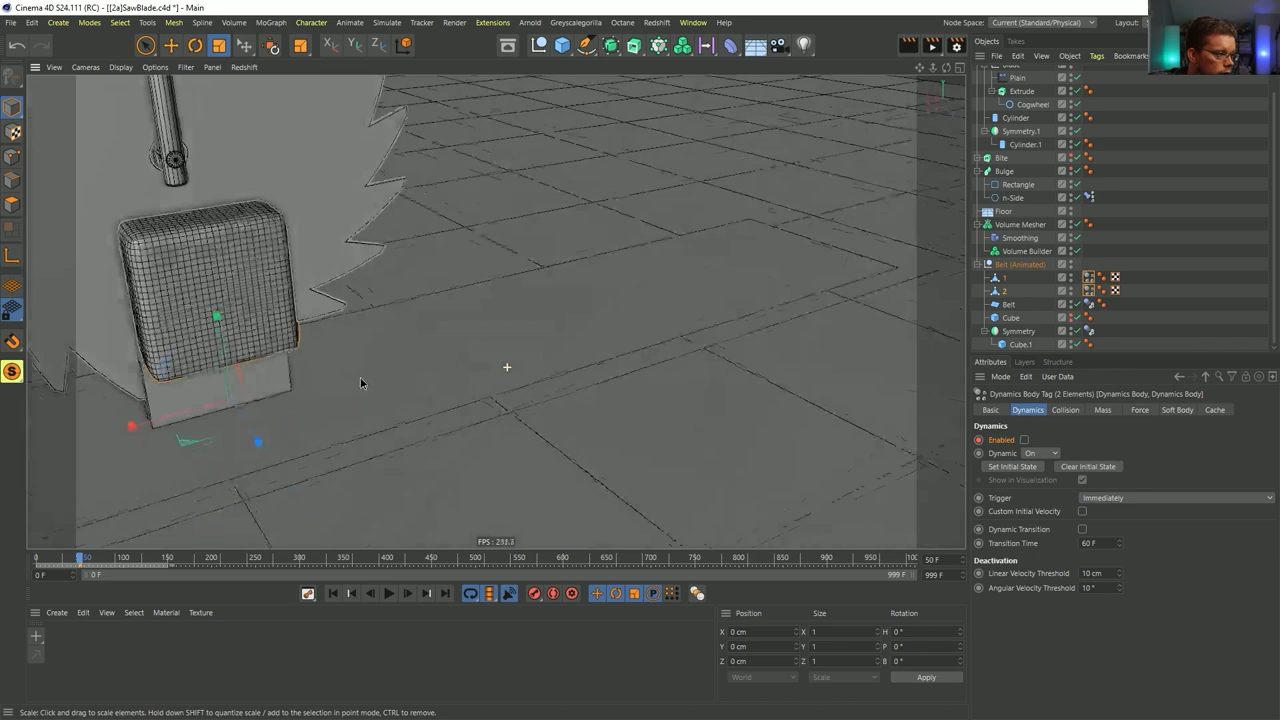 Cinema 4D S24.111 (RC) - [[2a]SawBlade.c4d *] - Main
File Create Modes Select Tools Mesh Spline Volume MoGraph Character Animate Simulate Tracker Render Extensions Arnold Greyscalegorilla Octane Redshift Window Help Node Space: Current (Standard/Physical) Layout:
View Cameras Display Options Filter Panel Redshift
Objects Takes
File Edit View Object Tags Bookmarks
Plain
Extrude
Cogwheel
Cylinder
Symmetry.1
Cylinder.1
Bite
Bulge
Rectangle
n-Side
Floor
Volume Mesher
Smoothing
Volume Builder
Belt (Animated)
1
2
Belt
Cube
Symmetry
Cube.1
Attributes Layers Structure
Mode Edit User Data
Dynamics Body Tag (2 Elements) [Dynamics Body, Dynamics Body]
Basic Dynamics Collision Mass Force Soft Body Cache
Dynamics
Enabled
Dynamic On
Set Initial State Clear Initial State
Show in Visualization
Trigger Immediately
Custom Initial Velocity
Dynamic Transition
Transition Time 60 F
Deactivation
Linear Velocity Threshold 10 cm
Angular Velocity Threshold 10 °
0 50 100 150 200 250 300 350 400 450 500 550 600 650 700 750 800 850 900 950 100 50 F
0 F 0 F 999 F 999 F
Create Edit View Select Material Texture
Position Size Rotation
X 0 cm X 1 H 0 °
Y 0 cm Y 1 P 0 °
Z 0 cm Z 1 B 0 °
World Scale Apply
Scale: Click and drag to scale elements. Hold down SHIFT to quantize scale / add to the selection in point mode, CTRL to remove.